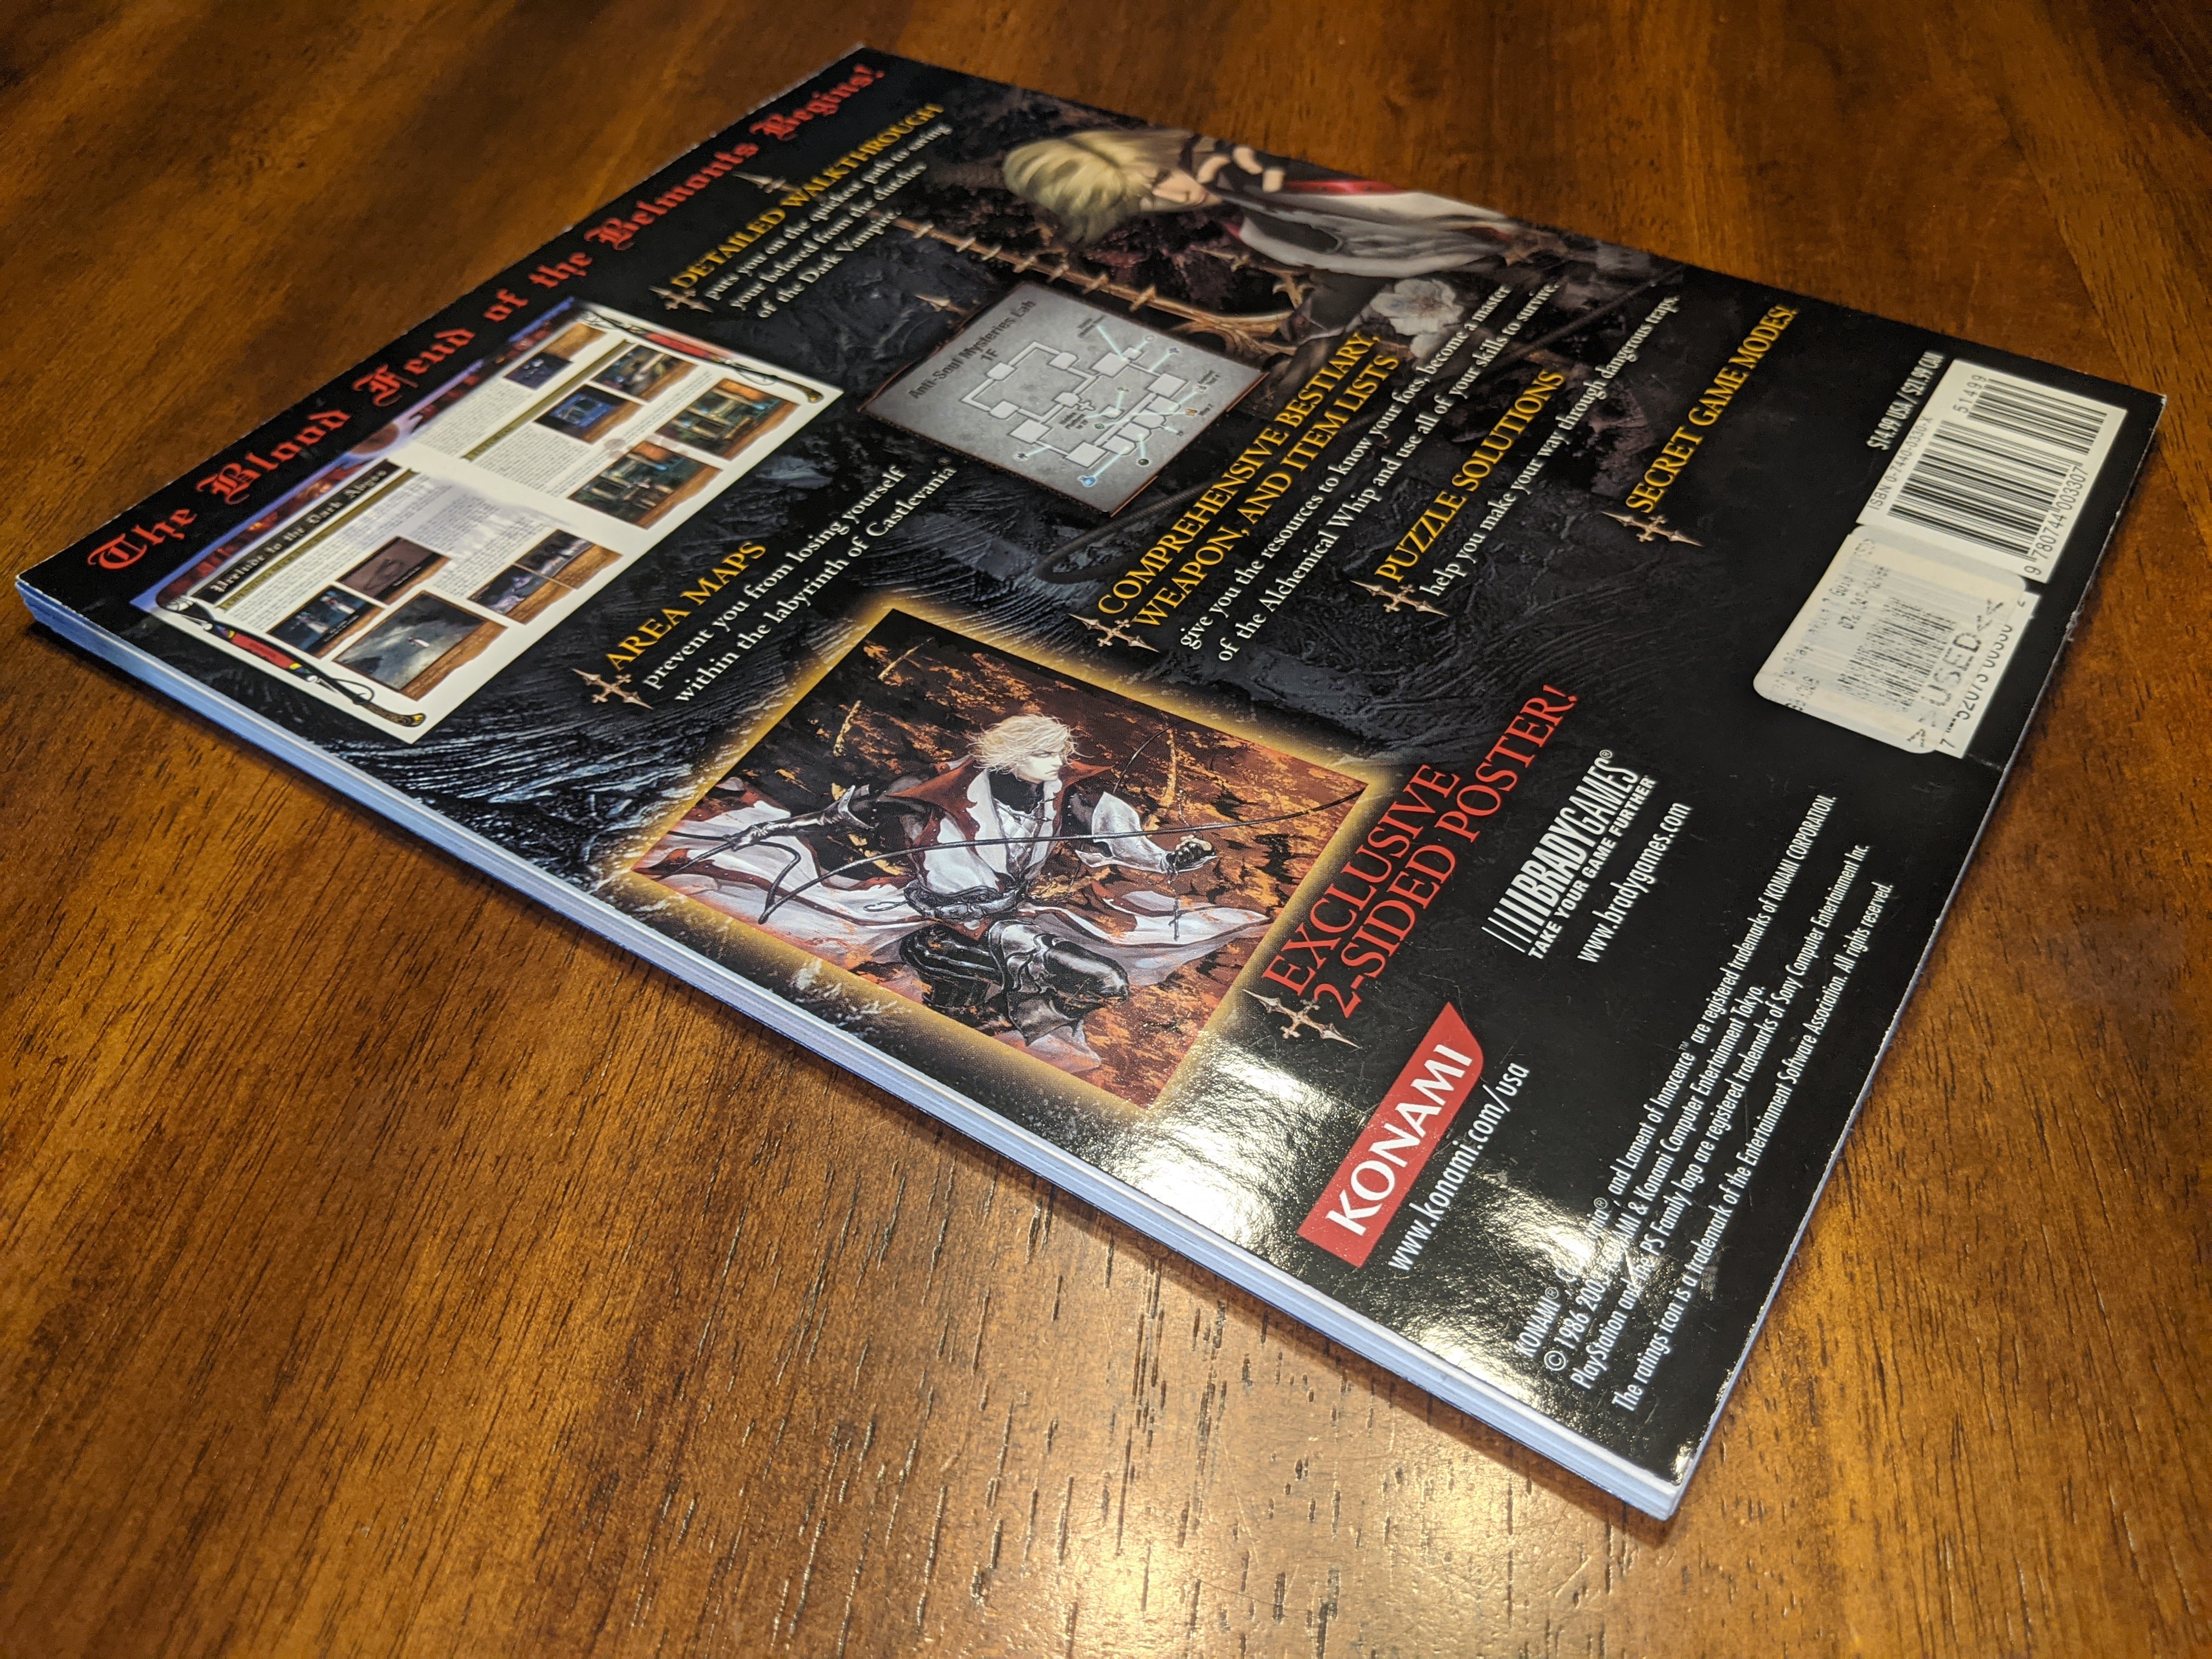 The Blood Feud of the Belmonts Begins!
DETAILED WALKTHROUGH
puts you on the quickest path to saving
your beloved from the clutches
of the Dark Vampire.
Prelude to the Dark Abyss
Anti-Soul Mysteries Lab
1F
AREA MAPS
prevent you from losing yourself
within the labyrinth of Castlevania
COMPREHENSIVE BESTIARY,
WEAPON, AND ITEM LISTS
give you the resources to know your foes, become a master
of the Alchemical Whip and use all of your skills to survive.
PUZZLE SOLUTIONS
help you make your way through dangerous traps.
SECRET GAME MODES!
EXCLUSIVE
2-SIDED POSTER!
$14.99 USA / $21.99 CAN
ISBN 0-7440-0330-X
51499
9 780744 003307
USED
7 52073 00330 2
BRADYGAMES®
TAKE YOUR GAME FURTHER®
www.bradygames.com
KONAMI
www.konami.com/usa
KONAMI® and Lament of Innocence™ are registered trademarks of KONAMI CORPORATION.
© 1986 & Konami Computer Entertainment Tokyo.
PlayStation and the PS Family logo are registered trademarks of Sony Computer Entertainment Inc.
The ratings icon is a trademark of the Entertainment Software Association. All rights reserved.